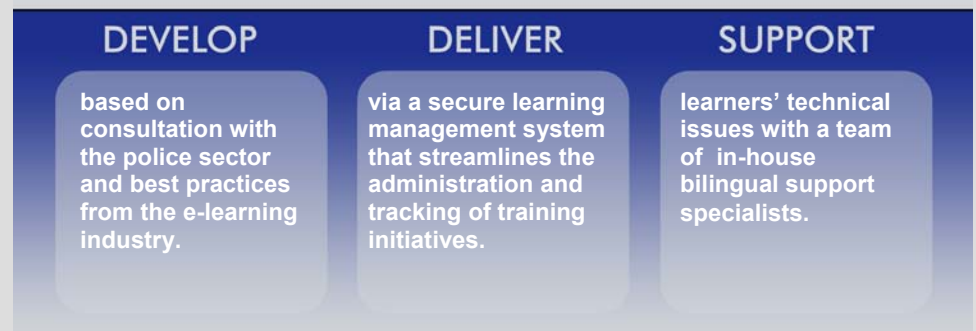 DEVELOP
based on
consultation with
the police sector
and best practices
from the e-learning
industry.
DELIVER
via a secure learning
management system
that streamlines the
administration and
tracking of training
initiatives.
SUPPORT
learners’ technical
issues with a team
of in-house
bilingual support
specialists.